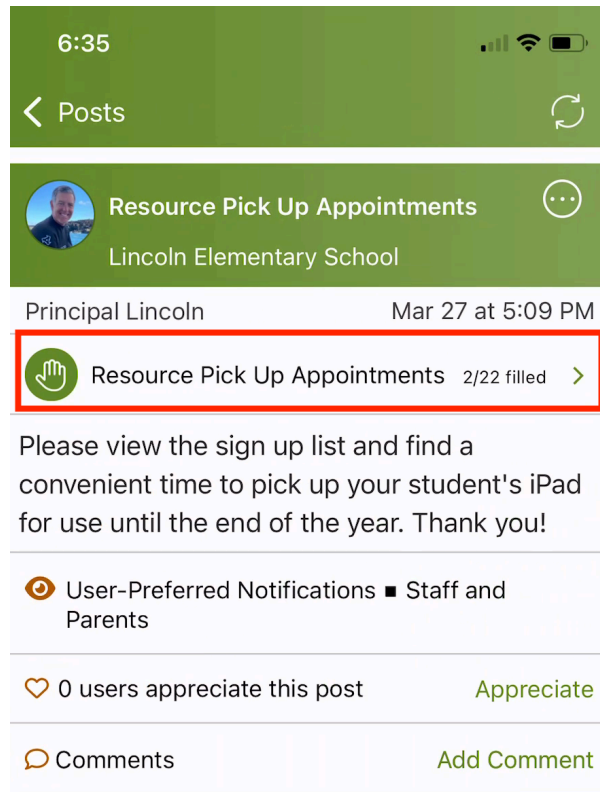 6:35
Posts
Resource Pick Up Appointments
Lincoln Elementary School
Principal Lincoln Mar 27 at 5:09 PM
Resource Pick Up Appointments 2/22 filled
Please view the sign up list and find a
convenient time to pick up your student's iPad
for use until the end of the year. Thank you!
User-Preferred Notifications ▪ Staff and
Parents
0 users appreciate this post Appreciate
Comments Add Comment